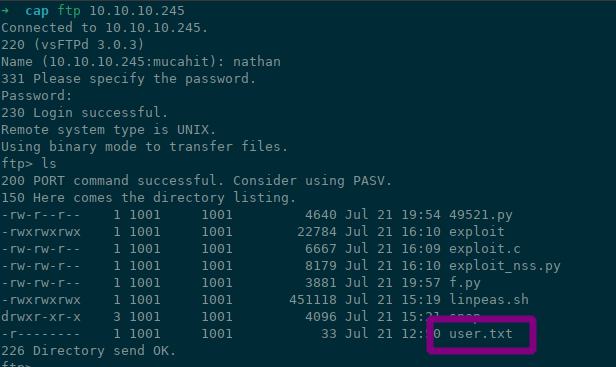 → cap ftp 10.10.10.245
Connected to 10.10.10.245.
220 (vsFTPd 3.0.3)
Name (10.10.10.245:mucahit): nathan
331 Please specify the password.
Password:
230 Login successful.
Remote system type is UNIX.
Using binary mode to transfer files.
ftp> ls
200 PORT command successful. Consider using PASV.
150 Here comes the directory listing.
-rw-r--r-- 1 1001 1001 4640 Jul 21 19:54 49521.py
-rwxrwxrwx 1 1001 1001 22784 Jul 21 16:10 exploit
-rw-rw-r-- 1 1001 1001 6667 Jul 21 16:09 exploit.c
-rw-rw-r-- 1 1001 1001 8179 Jul 21 16:10 exploit_nss.py
-rw-rw-r-- 1 1001 1001 3881 Jul 21 19:57 f.py
-rwxrwxrwx 1 1001 1001 451118 Jul 21 15:19 linpeas.sh
drwxr-xr-x 3 1001 1001 4096 Jul 21
-r-------- 1 1001 1001 33 Jul 21 user.txt
226 Directory send OK.
ftp>